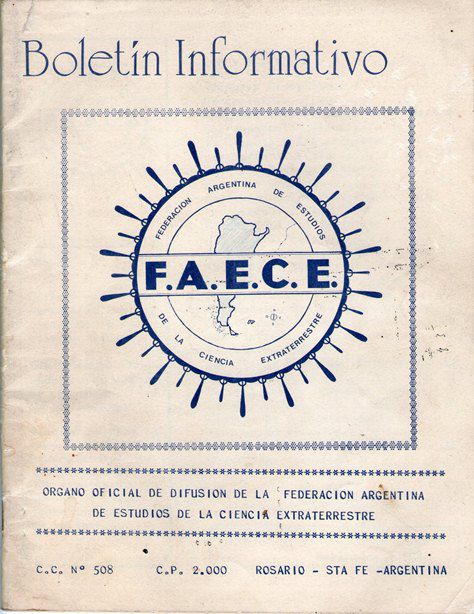 Boletín Informativo
FEDERACION ARGENTINA DE ESTUDIOS
F.A.E.C.E.
DE LA CIENCIA EXTRATERRESTRE
ORGANO OFICIAL DE DIFUSION DE LA FEDERACION ARGENTINA
DE ESTUDIOS DE LA CIENCIA EXTRATERRESTRE
C.C. Nº 508 C.P. 2.000 ROSARIO - STA FE -ARGENTINA